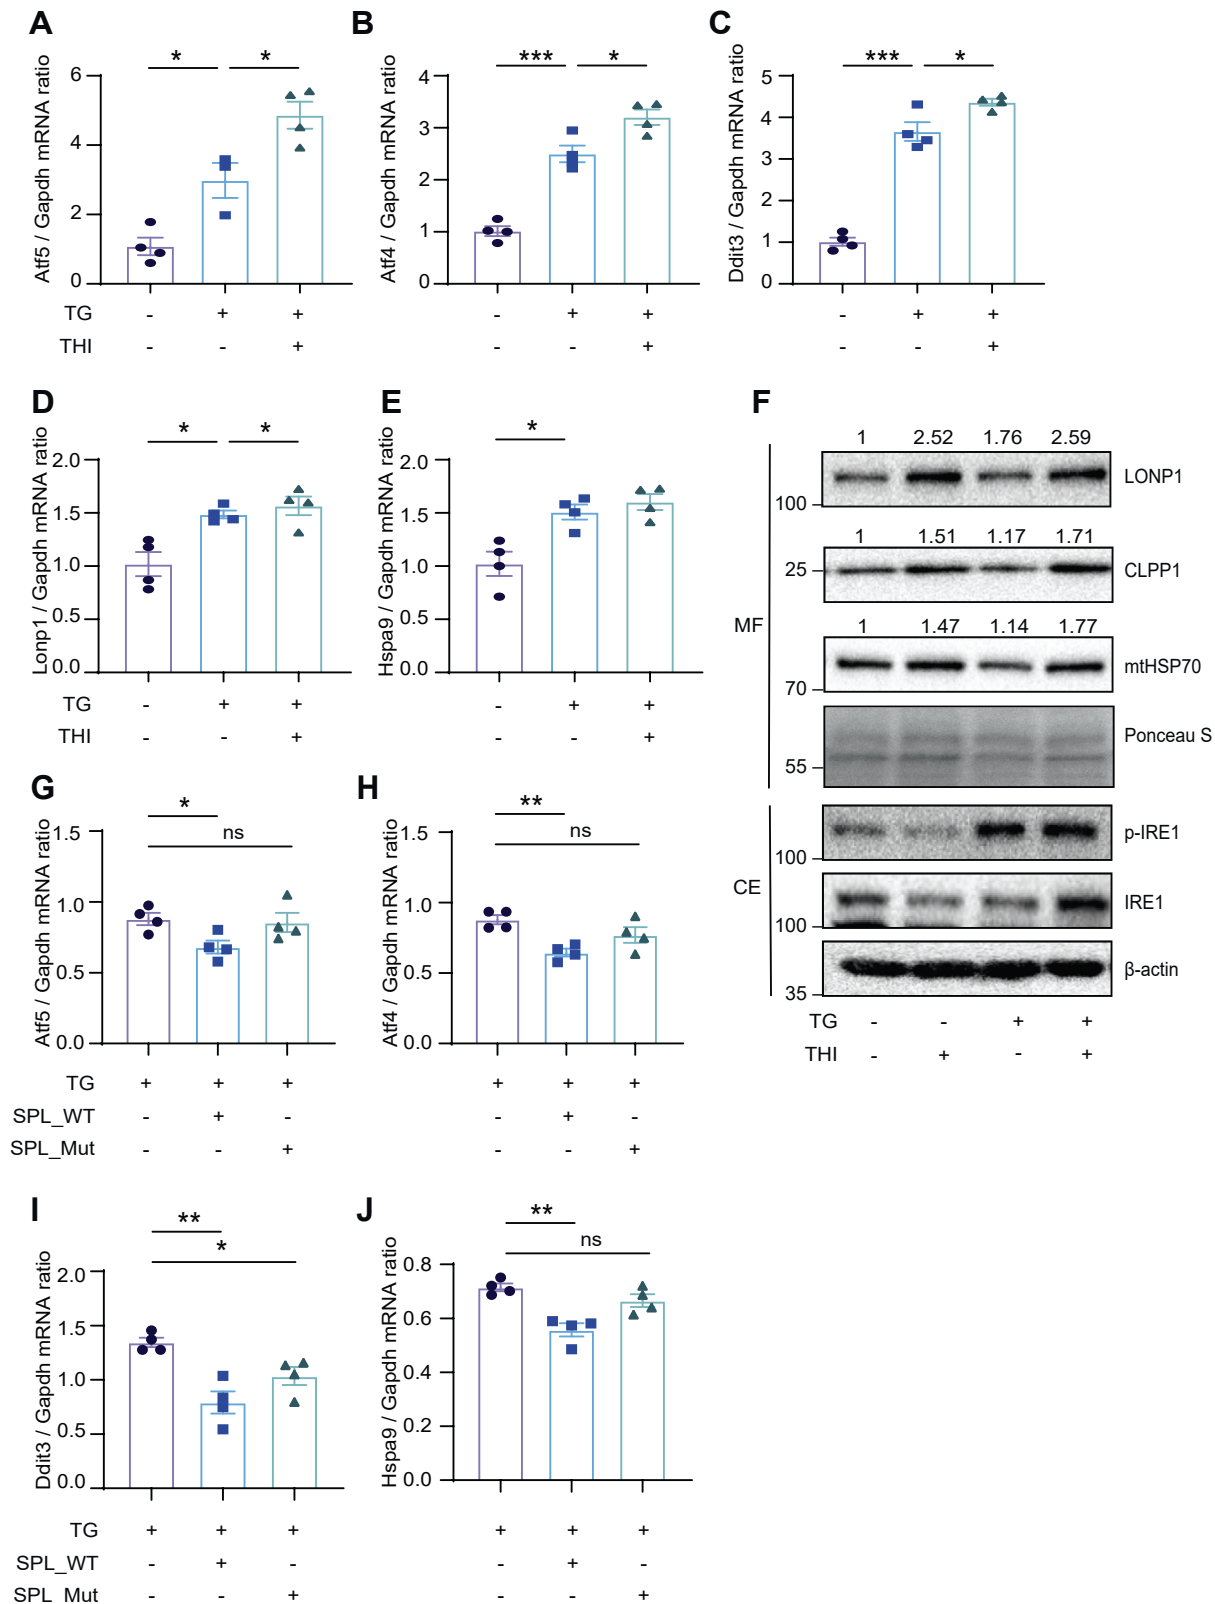 A
Atf5 / Gapdh mRNA ratio
* *
6
4
2
0
TG - + +
THI - - +
B
Atf4 / Gapdh mRNA ratio
*** *
4
3
2
1
0
- + +
- - +
C
Ddit3 / Gapdh mRNA ratio
*** *
5
4
3
2
1
0
- + +
- - +
D
Lonp1 / Gapdh mRNA ratio
* *
2.0
1.5
1.0
0.5
0.0
TG - + +
THI - - +
E
Hspa9 / Gapdh mRNA ratio
*
2.0
1.5
1.0
0.5
0.0
- + +
- - +
F
MF
1 2.52 1.76 2.59
LONP1
100
1 1.51 1.17 1.71
25
CLPP1
1 1.47 1.14 1.77
mtHSP70
70
Ponceau S
55
CE
p-IRE1
100
IRE1
100
β-actin
35
TG - - + +
THI - + - +
G
Atf5 / Gapdh mRNA ratio
*
ns
1.5
1.0
0.5
0.0
TG + + +
SPL_WT - + -
SPL_Mut - - +
H
Atf4 / Gapdh mRNA ratio
**
ns
1.5
1.0
0.5
0.0
+ + +
- + -
- - +
I
Ddit3 / Gapdh mRNA ratio
**
*
2.0
1.5
1.0
0.5
0.0
TG + + +
SPL_WT - + -
SPL_Mut - - +
J
Hspa9 / Gapdh mRNA ratio
**
ns
0.8
0.6
0.4
0.2
0.0
+ + +
- + -
- - +